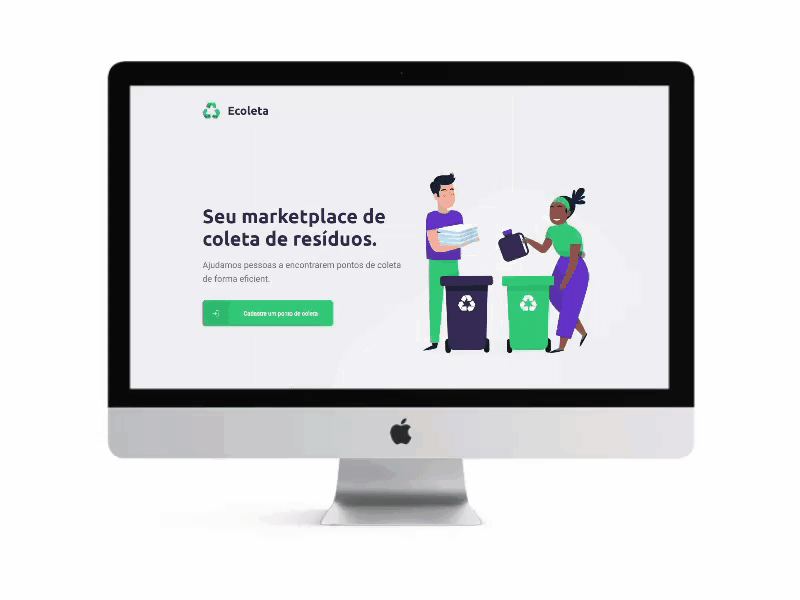 Ecoleta
Seu marketplace de
coleta de resíduos.
Ajudamos pessoas a encontrarem pontos de coleta
de forma eficient.
Cadastre um ponto de coleta